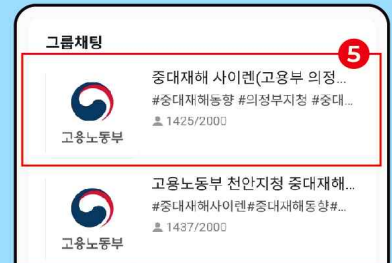 그룹채팅
5
중대재해 사이렌(고용부 의정...
#중대재해동향 #의정부지청 #중대...
1425/2000
고용노동부
고용노동부 천안지청 중대재해...
#중대재해사이렌#중대재해동향#...
1437/2000
고용노동부